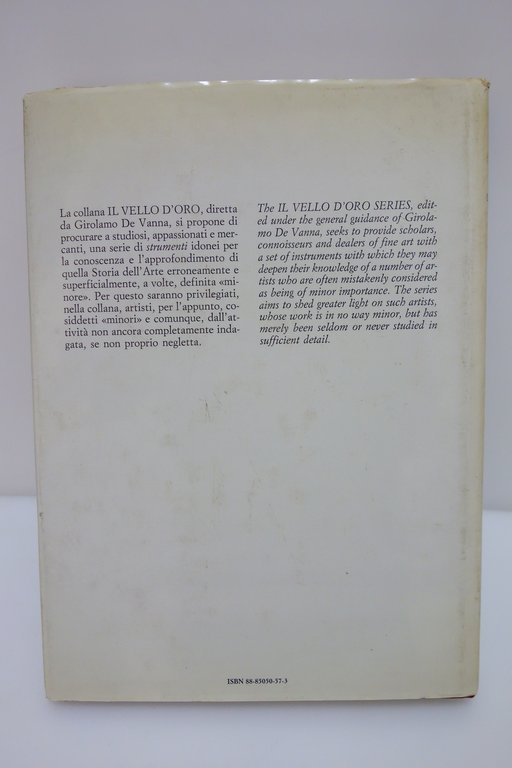 La collana IL VELLO D'ORO, diretta
da Girolamo De Vanna, si propone di
procurare a studiosi, appassionati e mer-
canti, una serie di strumenti idonei per
la conoscenza e l'approfondimento di
quella Storia dell'Arte erroneamente e
superficialmente, a volte, definita «mi-
nore». Per questo saranno privilegiati,
nella collana, artisti, per l'appunto, co-
siddetti «minori» e comunque, dall'at-
tività non ancora completamente inda-
gata, se non proprio negletta.
The IL VELLO D'ORO SERIES, edit-
ed under the general guidance of Girola-
mo De Vanna, seeks to provide scholars,
connoisseurs and dealers of fine art with
a set of instruments with which they may
deepen their knowledge of a number of ar-
tists who are often mistakenly considered
as being of minor importance. The series
aims to shed greater light on such artists,
whose work is in no way minor, but has
merely been seldom or never studied in
sufficient detail.
ISBN 88-85050-57-3